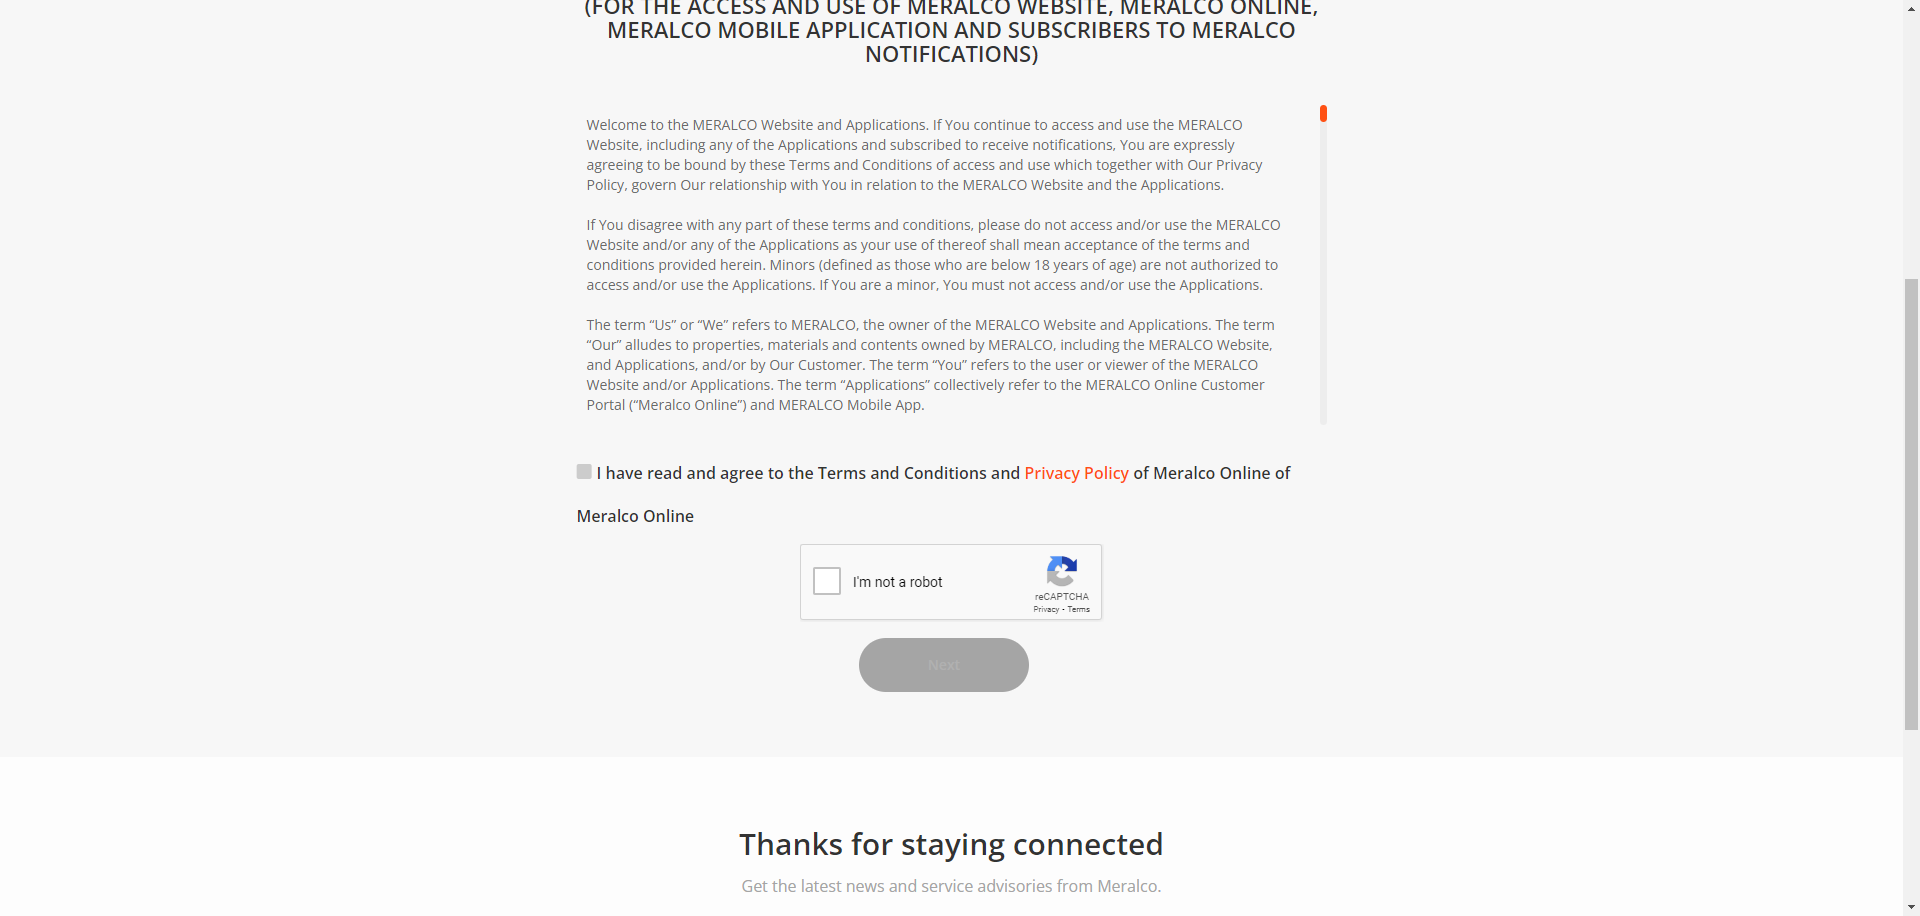 (FOR THE ACCESS AND USE OF MERALCO WEBSITE, MERALCO ONLINE,
MERALCO MOBILE APPLICATION AND SUBSCRIBERS TO MERALCO
NOTIFICATIONS)
Welcome to the MERALCO Website and Applications. If You continue to access and use the MERALCO
Website, including any of the Applications and subscribed to receive notifications, You are expressly
agreeing to be bound by these Terms and Conditions of access and use which together with Our Privacy
Policy, govern Our relationship with You in relation to the MERALCO Website and the Applications.
If You disagree with any part of these terms and conditions, please do not access and/or use the MERALCO
Website and/or any of the Applications as your use of thereof shall mean acceptance of the terms and
conditions provided herein. Minors (defined as those who are below 18 years of age) are not authorized to
access and/or use the Applications. If You are a minor, You must not access and/or use the Applications.
The term “Us” or “We” refers to MERALCO, the owner of the MERALCO Website and Applications. The term
“Our” alludes to properties, materials and contents owned by MERALCO, including the MERALCO Website,
and Applications, and/or by Our Customer. The term “You” refers to the user or viewer of the MERALCO
Website and/or Applications. The term “Applications” collectively refer to the MERALCO Online Customer
Portal (“Meralco Online”) and MERALCO Mobile App.
I have read and agree to the Terms and Conditions and Privacy Policy of Meralco Online of
Meralco Online
I'm not a robot
reCAPTCHA
Privacy - Terms
Next
Thanks for staying connected
Get the latest news and service advisories from Meralco.